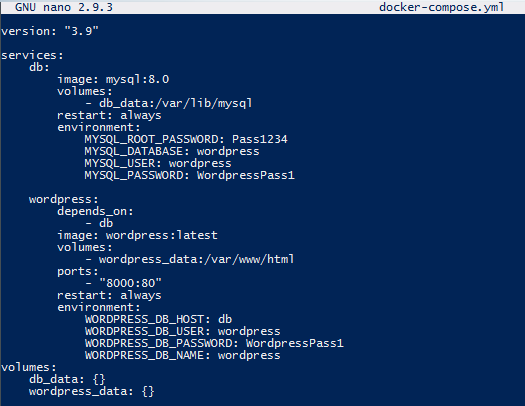 GNU nano 2.9.3 docker-compose.yml
version: "3.9"
services:
    db:
        image: mysql:8.0
        volumes:
            - db_data:/var/lib/mysql
        restart: always
        environment:
            MYSQL_ROOT_PASSWORD: Pass1234
            MYSQL_DATABASE: wordpress
            MYSQL_USER: wordpress
            MYSQL_PASSWORD: WordpressPass1
    wordpress:
        depends_on:
            - db
        image: wordpress:latest
        volumes:
            - wordpress_data:/var/www/html
        ports:
            - "8000:80"
        restart: always
        environment:
            WORDPRESS_DB_HOST: db
            WORDPRESS_DB_USER: wordpress
            WORDPRESS_DB_PASSWORD: WordpressPass1
            WORDPRESS_DB_NAME: wordpress
volumes:
    db_data: {}
    wordpress_data: {}